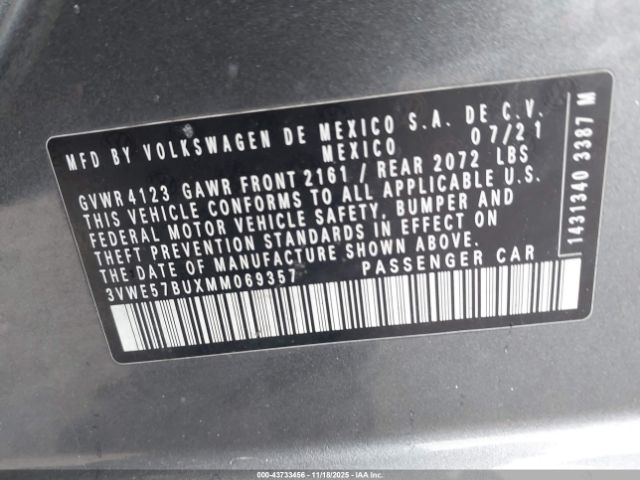 MFD BY VOLKSWAGEN DE MEXICO S.A. DE C.V.
MEXICO 07/21
GVWR 4123 GAWR FRONT 2161 / REAR 2072 LBS
THIS VEHICLE CONFORMS TO ALL APPLICABLE U.S.
FEDERAL MOTOR VEHICLE SAFETY, BUMPER AND
THEFT PREVENTION STANDARDS IN EFFECT ON
THE DATE OF MANUFACTURE SHOWN ABOVE.
3VWE57BUXMM069357 PASSENGER CAR
1431340 3387 M
000-43733456 - 11/18/2025 - © IAA, Inc.